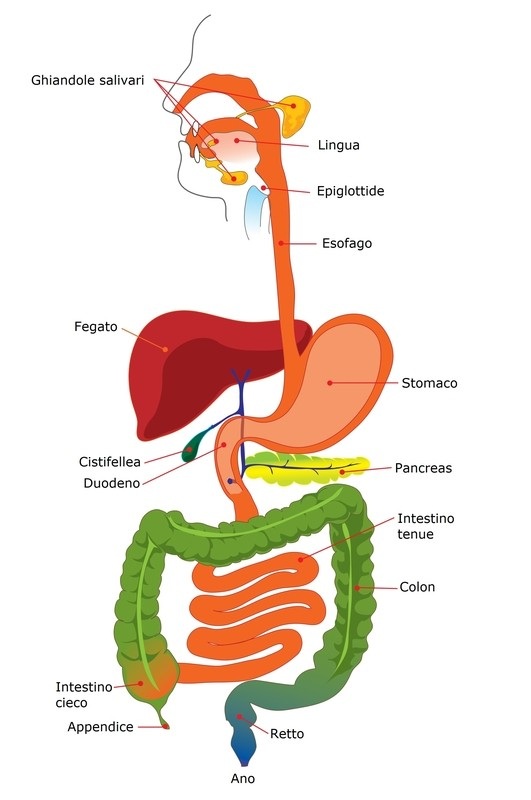 Ghiandole salivari
Lingua
Epiglottide
Esofago
Fegato
Stomaco
Cistifellea
Duodeno
Pancreas
Intestino
tenue
Colon
Intestino
cieco
Appendice
Retto
Ano